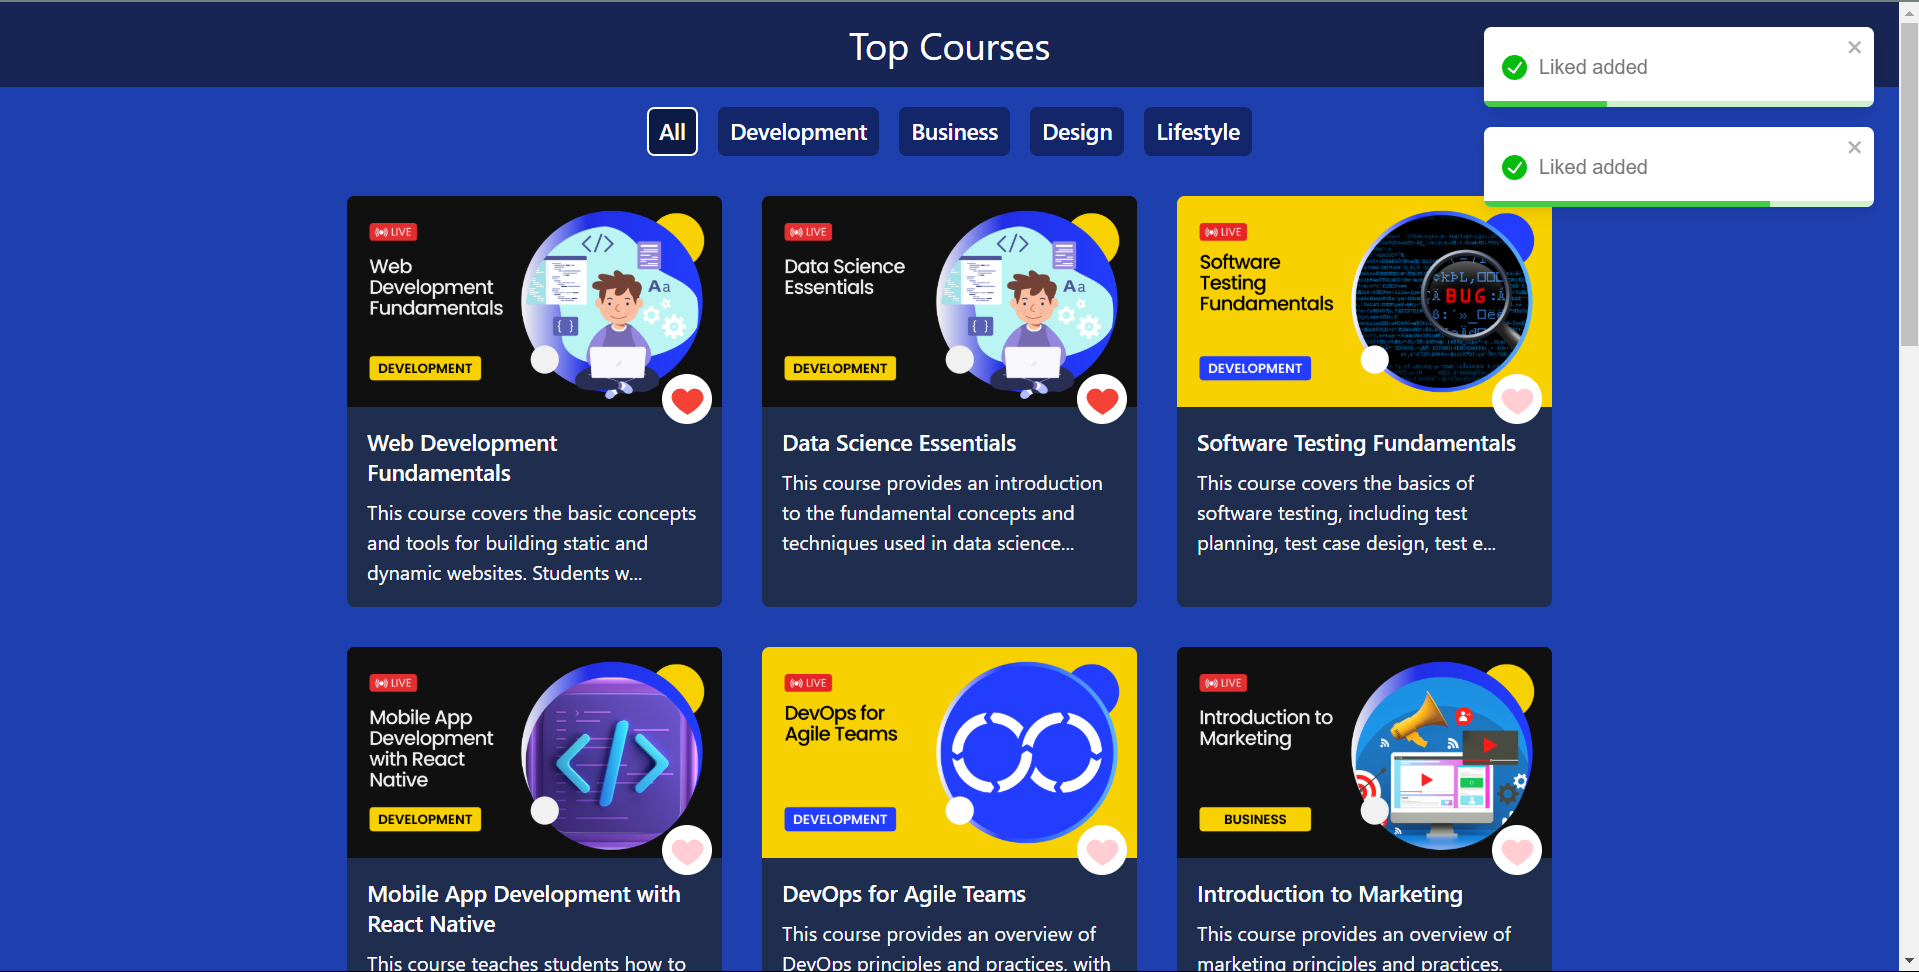 Top Courses
Liked added
Liked added
All
Development
Business
Design
Lifestyle
LIVE
Web
Development
Fundamentals
Aa
DEVELOPMENT
Web Development
Fundamentals
This course covers the basic concepts
and tools for building static and
dynamic websites. Students w...
LIVE
Data Science
Essentials
Aa
DEVELOPMENT
Data Science Essentials
This course provides an introduction
to the fundamental concepts and
techniques used in data science...
LIVE
Software
Testing
Fundamentals
BUG
DEVELOPMENT
Software Testing Fundamentals
This course covers the basics of
software testing, including test
planning, test case design, test e...
LIVE
Mobile App
Development
with React
Native
DEVELOPMENT
Mobile App Development with
React Native
This course teaches students how to
LIVE
DevOps for
Agile Teams
DEVELOPMENT
DevOps for Agile Teams
This course provides an overview of
DevOps principles and practices, with
LIVE
Introduction to
Marketing
BUSINESS
Introduction to Marketing
This course provides an overview of
marketing principles and practices,